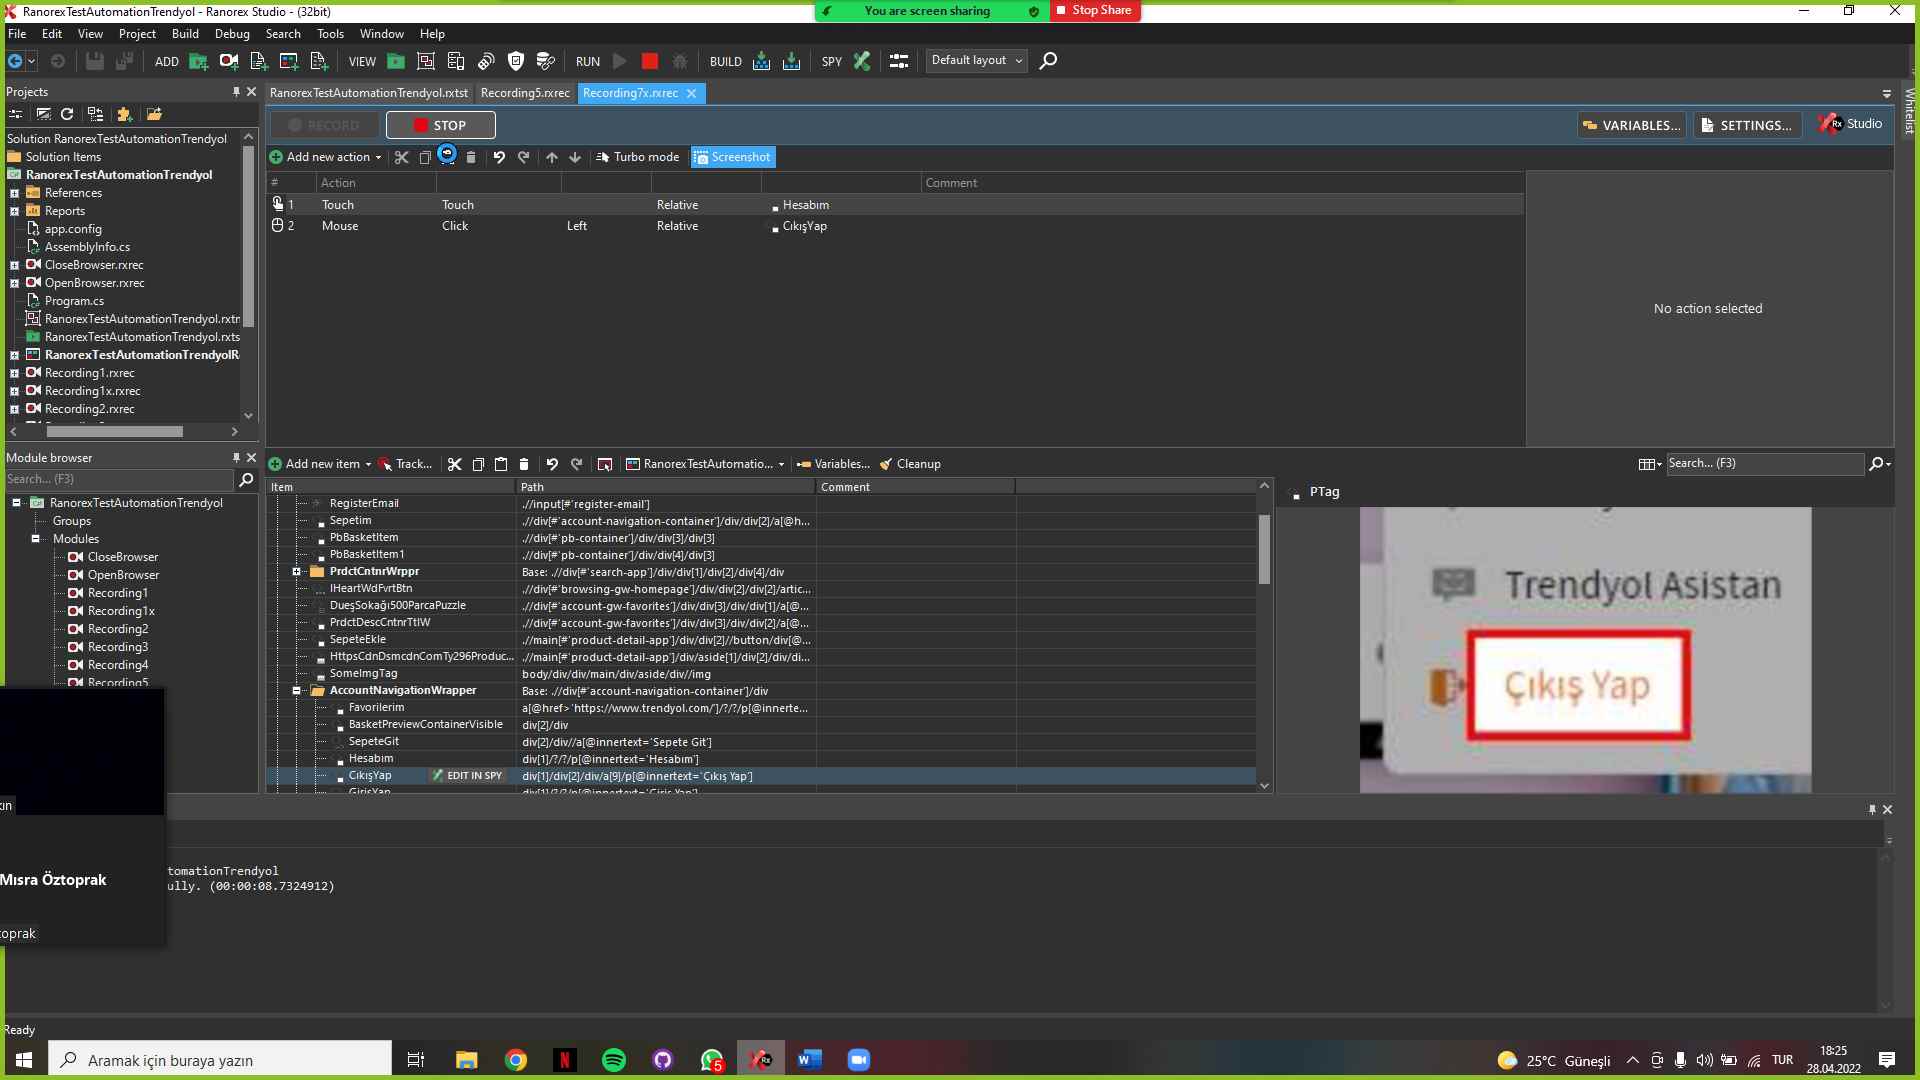 RanorexTestAutomationTrendyol - Ranorex Studio - (32bit)
You are screen sharing
Stop Share
File Edit View Project Build Debug Search Tools Window Help
ADD VIEW RUN BUILD SPY Default layout
Projects
RanorexTestAutomationTrendyol.rxtst Recording5.rxrec Recording7x.rxrec
Whitelist
RECORD STOP VARIABLES... SETTINGS... Rx Studio
Solution RanorexTestAutomationTrendyol
Solution Items
RanorexTestAutomationTrendyol
References
Reports
app.config
AssemblyInfo.cs
CloseBrowser.rxrec
OpenBrowser.rxrec
Program.cs
RanorexTestAutomationTrendyol.rxtm
RanorexTestAutomationTrendyol.rxts
RanorexTestAutomationTrendyolR
Recording1.rxrec
Recording1x.rxrec
Recording2.rxrec
Add new action Turbo mode Screenshot
# Action Comment
1 Touch Touch Relative Hesabım
2 Mouse Click Left Relative CıkışYap
No action selected
Module browser
Search... (F3)
RanorexTestAutomationTrendyol
Groups
Modules
CloseBrowser
OpenBrowser
Recording1
Recording1x
Recording2
Recording3
Recording4
Recording5
Add new item Track... RanorexTestAutomatio... Variables... Cleanup Search... (F3)
Item Path Comment
RegisterEmail .//input[#'register-email']
Sepetim .//div[#'account-navigation-container']/div/div[2]/a[@h...
PbBasketItem .//div[#'pb-container']/div/div[3]/div[3]
PbBasketItem1 .//div[#'pb-container']/div/div[4]/div[3]
PrdctCntnrWrppr Base: .//div[#'search-app']/div/div[1]/div[2]/div[4]/div
IHeartWdFvrtBtn .//div[#'browsing-gw-homepage']/div/div[2]/div[2]/artic...
DueşSokağı500ParcaPuzzle .//div[#'account-gw-favorites']/div/div[3]/div/div[1]/a[@...
PrdctDescCntnrTtlW .//div[#'account-gw-favorites']/div/div[3]/div/div[2]/a[@...
SepeteEkle .//main[#'product-detail-app']/div/div[2]//button/div[@...
HttpsCdnDsmcdnComTy296Produc... .//main[#'product-detail-app']/div/aside[1]/div[2]/div/di...
SomeImgTag body/div/div/main/div/aside/div//img
AccountNavigationWrapper Base: .//div[#'account-navigation-container']/div
Favorilerim a[@href>'https://www.trendyol.com/']/?/?/p[@innerte...
BasketPreviewContainerVisible div[2]/div
SepeteGit div[2]/div//a[@innertext='Sepete Git']
Hesabım div[1]/?/?/p[@innertext='Hesabım']
CıkışYap EDIT IN SPY div[1]/div[2]/div/a[9]/p[@innertext='Çıkış Yap']
GirisYap div[1]/?/?/p[@innertext='Giriş Yap']
PTag
Trendyol Asistan
Çıkış Yap
Mısra Öztoprak
toprak
tomationTrendyol
ully. (00:00:08.7324912)
Ready
Aramak için buraya yazın
5
Rx
25°C Güneşli
TUR
18:25
28.04.2022